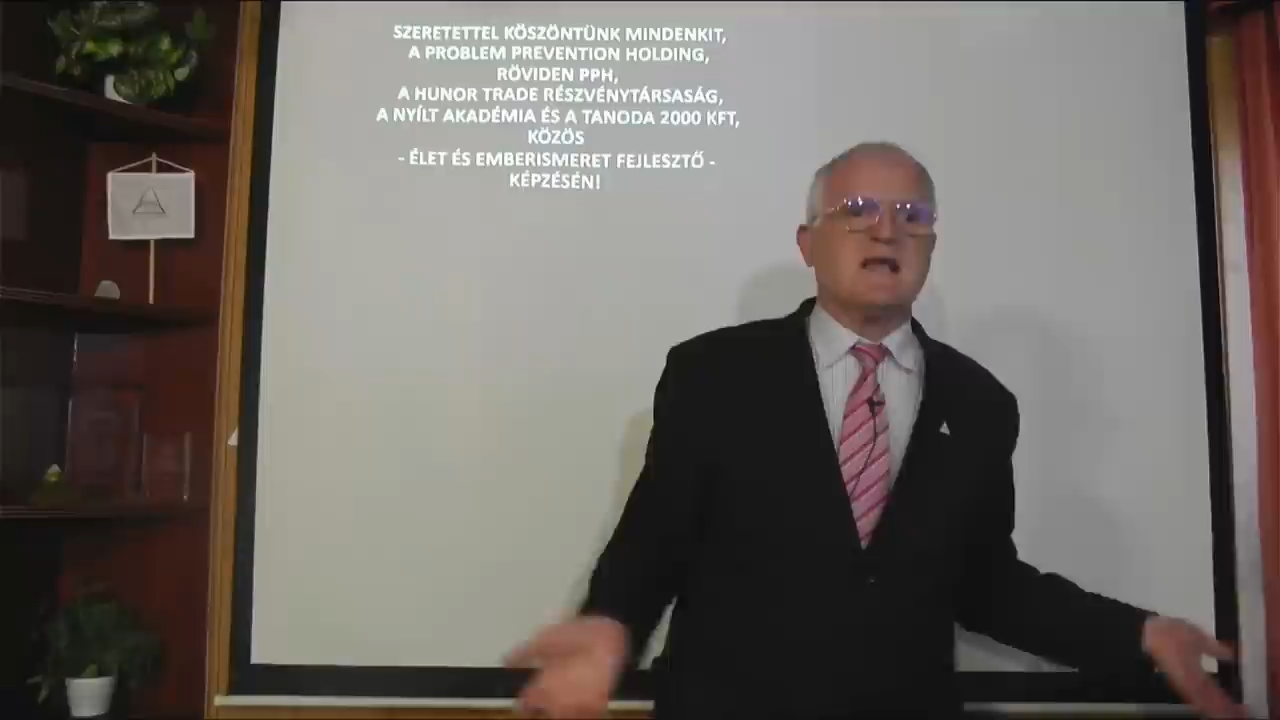 SZERETETTEL KÖSZÖNTÜNK MINDENKIT,
A PROBLEM PREVENTION HOLDING,
RÖVIDEN PPH,
A HUNOR TRADE RÉSZVÉNYTÁRSASÁG,
A NYÍLT AKADÉMIA ÉS A TANODA 2000 KFT,
KÖZÖS
- ÉLET ÉS EMBERISMERET FEJLESZTŐ -
KÉPZÉSÉN!